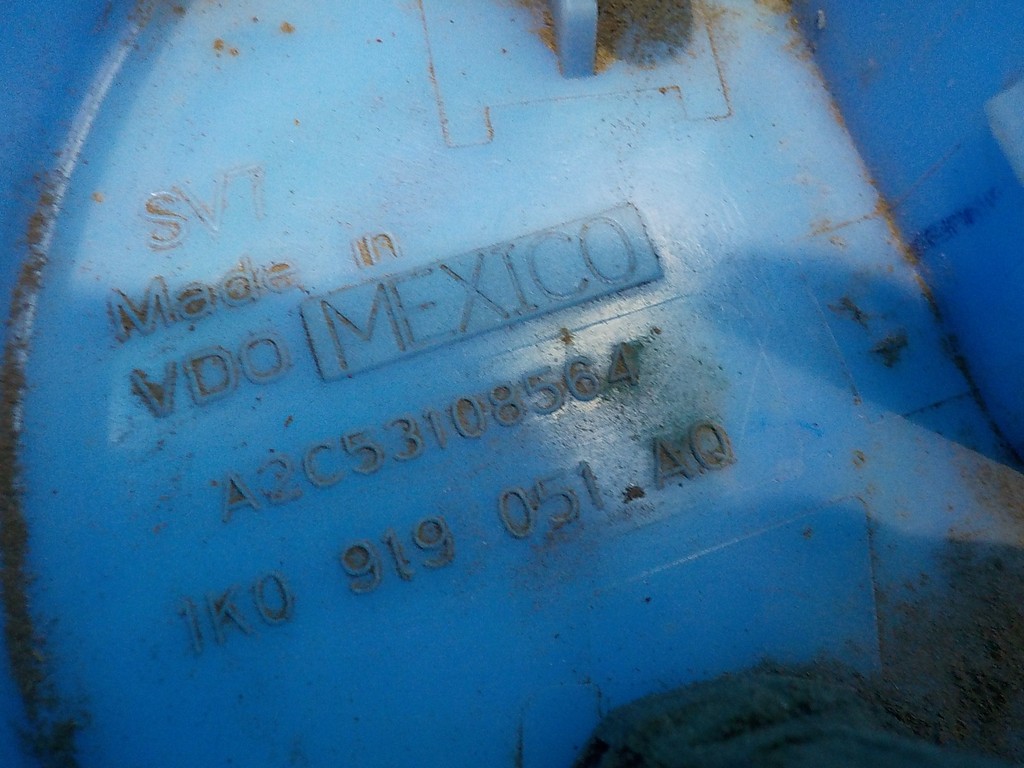 SV1
Made in
VDO MEXICO
A2C53108564
1K0 919 051 AQ